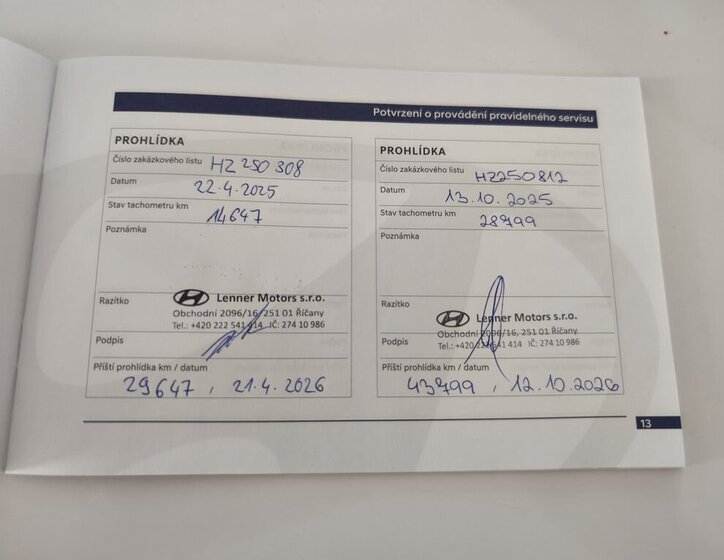 Potvrzení o provádění pravidelného servisu
PROHLÍDKA
Číslo zakázkového listu HZ 250 308
Datum 22.4.2025
Stav tachometru km 14647
Poznámka
Razítko Lenner Motors s.r.o.
Obchodní 2096/16, 251 01 Říčany
Tel.: +420 222 541 414 IČ: 274 10 986
Podpis
Příští prohlídka km / datum
29647, 21.4.2026
PROHLÍDKA
Číslo zakázkového listu HZ250812
Datum 13.10.2025
Stav tachometru km 28799
Poznámka
Razítko Lenner Motors s.r.o.
Obchodní 2096/16, 251 01 Říčany
Tel.: +420 222 541 414 IČ: 274 10 986
Podpis
Příští prohlídka km / datum
43799, 12.10.2026
13